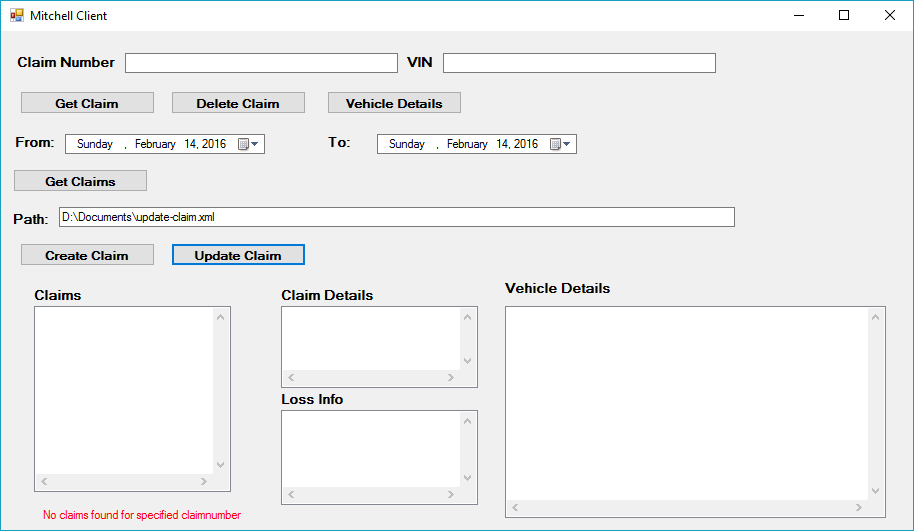 Mitchell Client
Claim Number VIN
Get Claim Delete Claim Vehicle Details
From: Sunday , February 14, 2016 To: Sunday , February 14, 2016
Get Claims
Path: D:\Documents\update-claim.xml
Create Claim Update Claim
Claims Claim Details Vehicle Details
Loss Info
No claims found for specified claimnumber